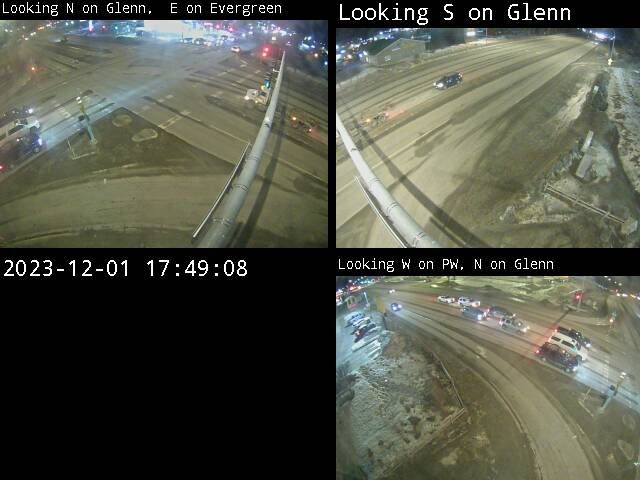 Looking N on Glenn,  E on Evergreen
Looking S on Glenn
2023-12-01 17:49:08
Looking W on PW, N on Glenn